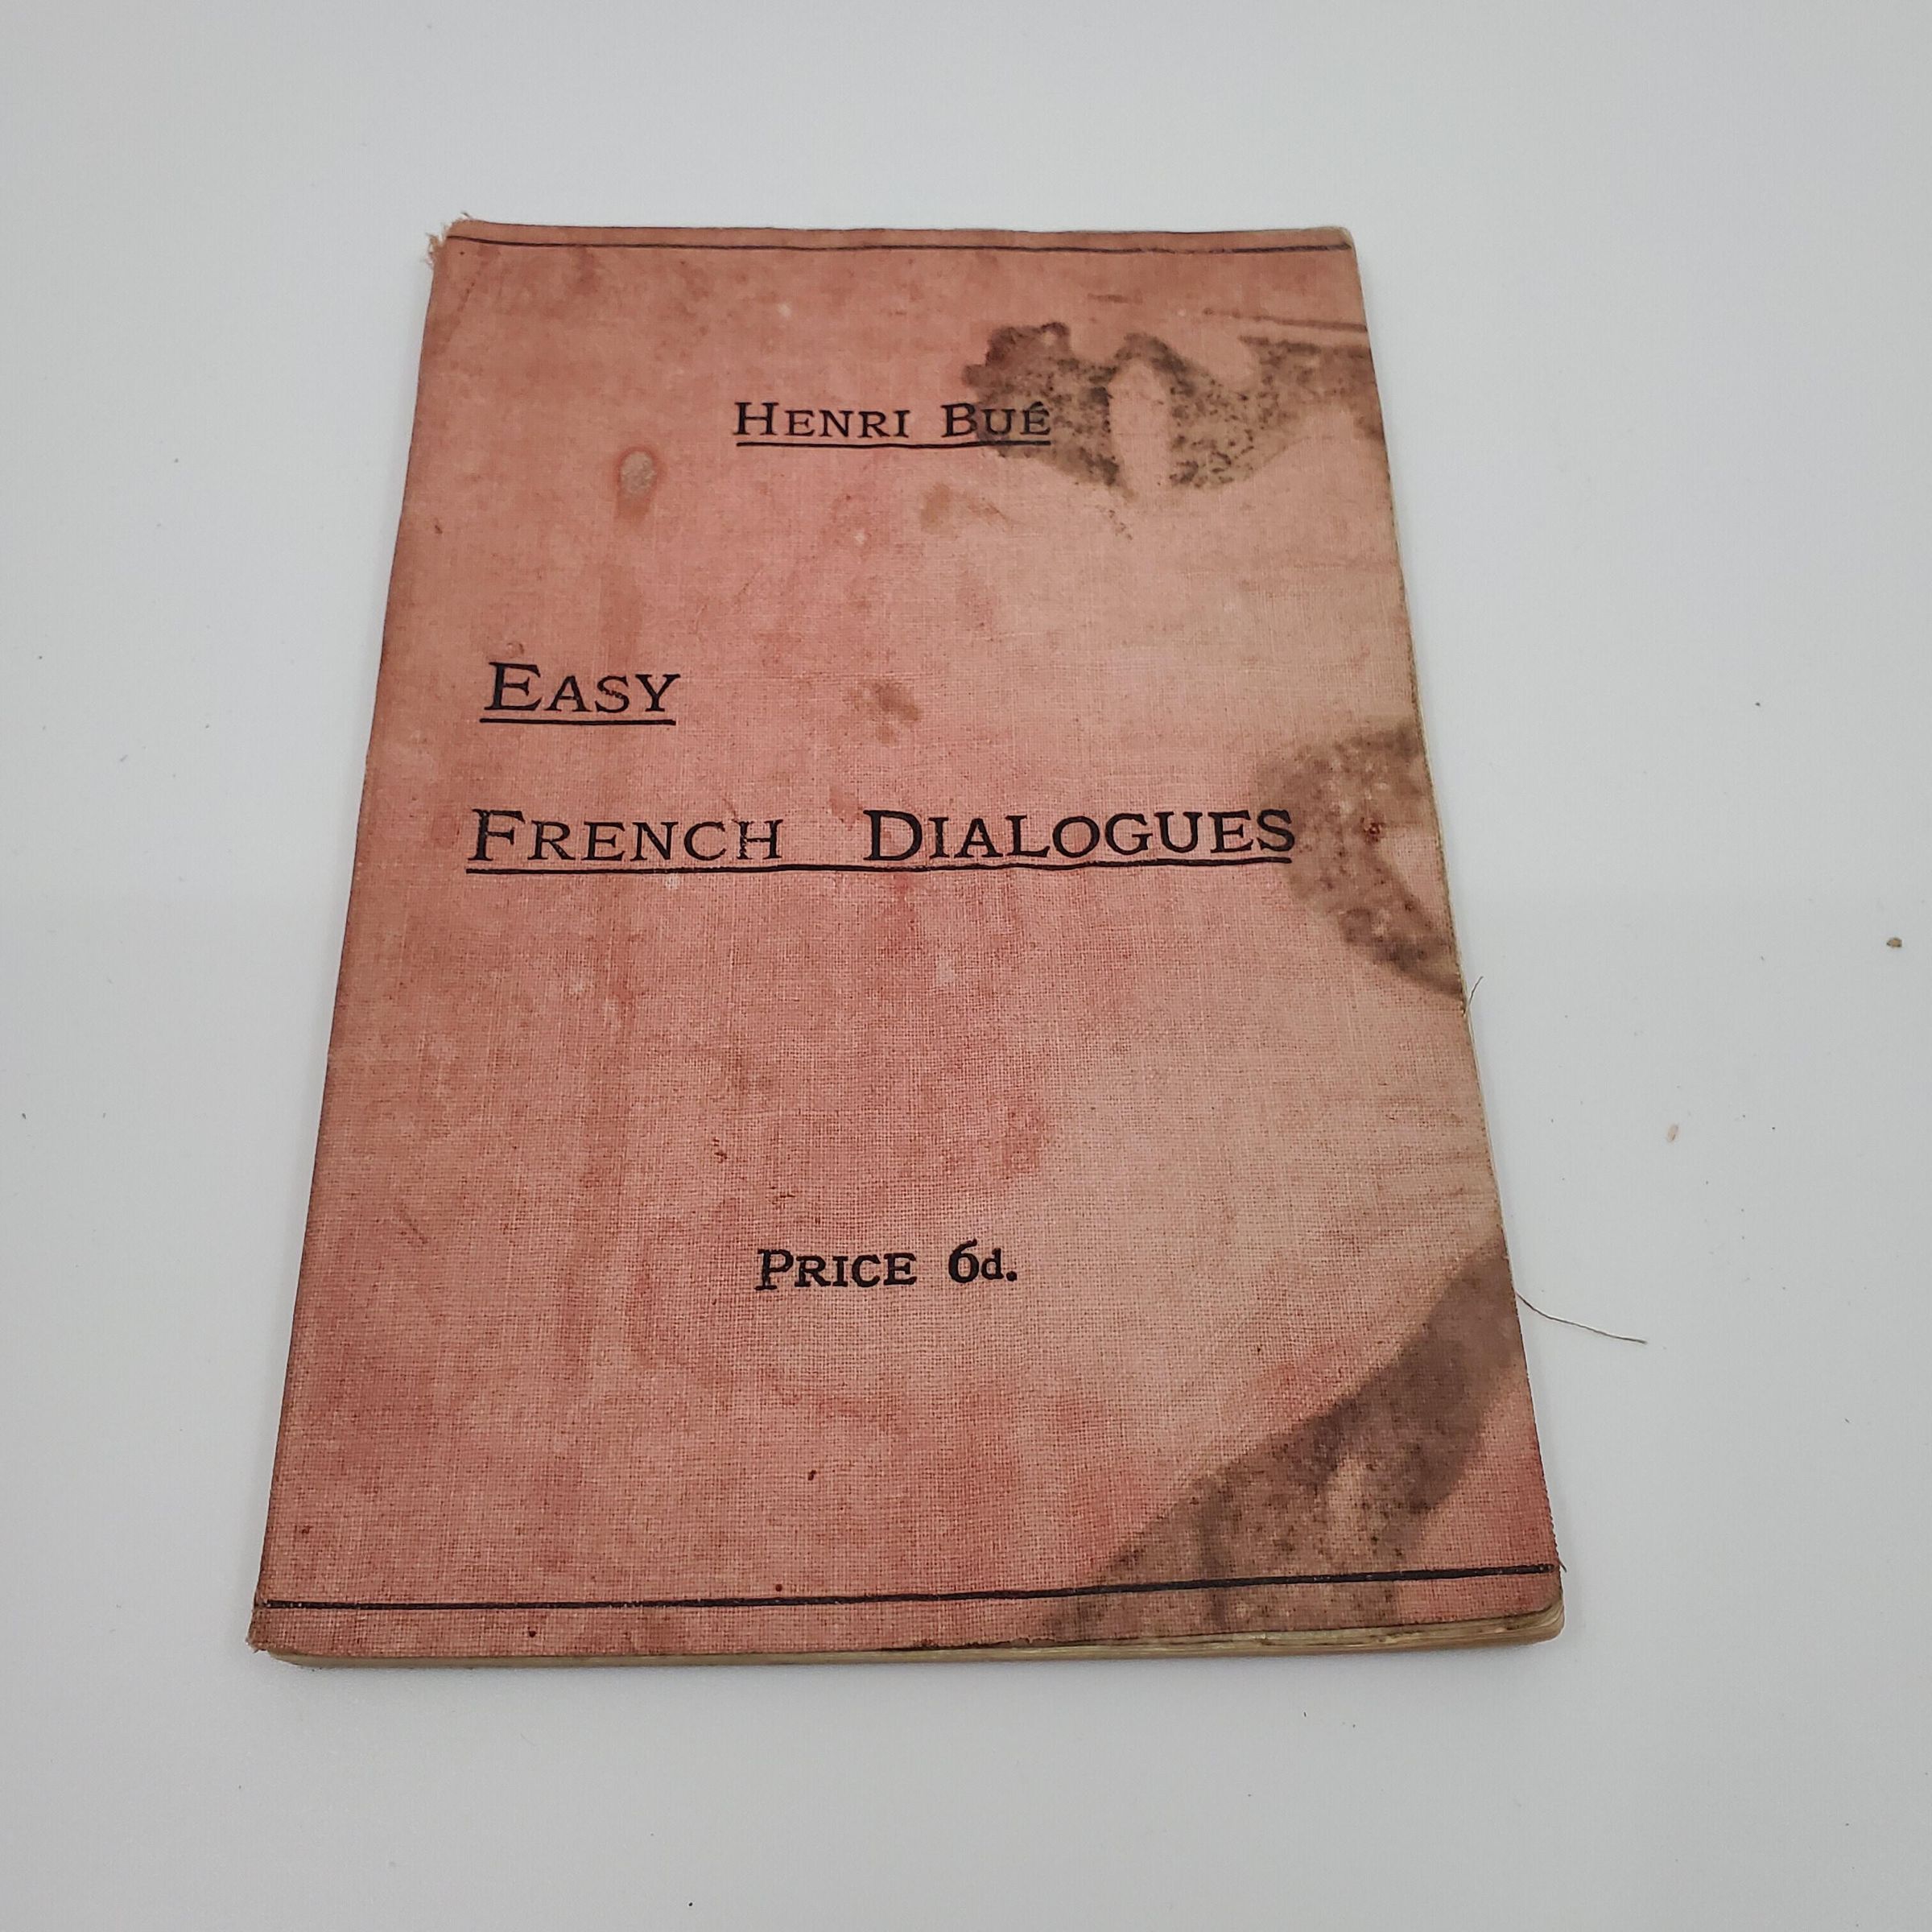 HENRI BUÉ
EASY
FRENCH DIALOGUES
PRICE 6d.